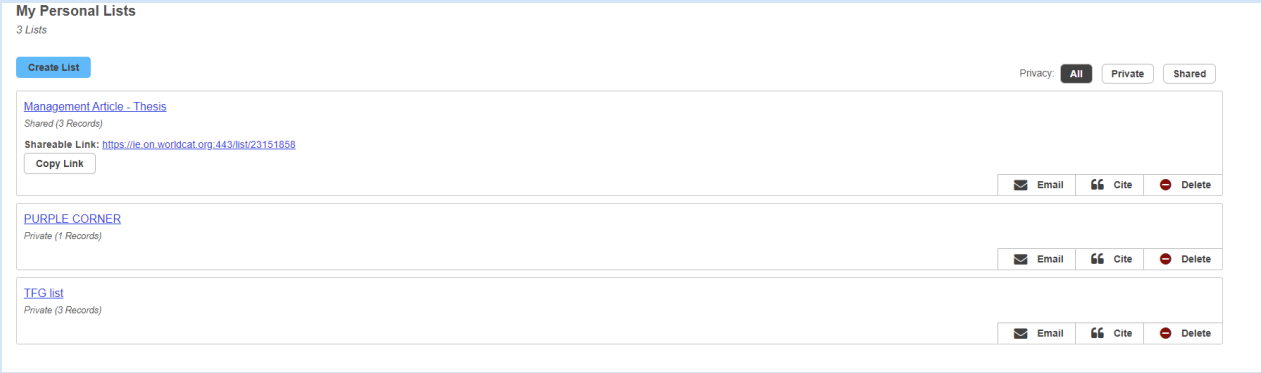 My Personal Lists
3 Lists
Create List
Privacy: All Private Shared
Management Article - Thesis
Shared (3 Records)
Shareable Link: https://ie.on.worldcat.org:443/list/23151858
Copy Link
Email Cite Delete
PURPLE CORNER
Private (1 Records)
Email Cite Delete
TFG list
Private (3 Records)
Email Cite Delete